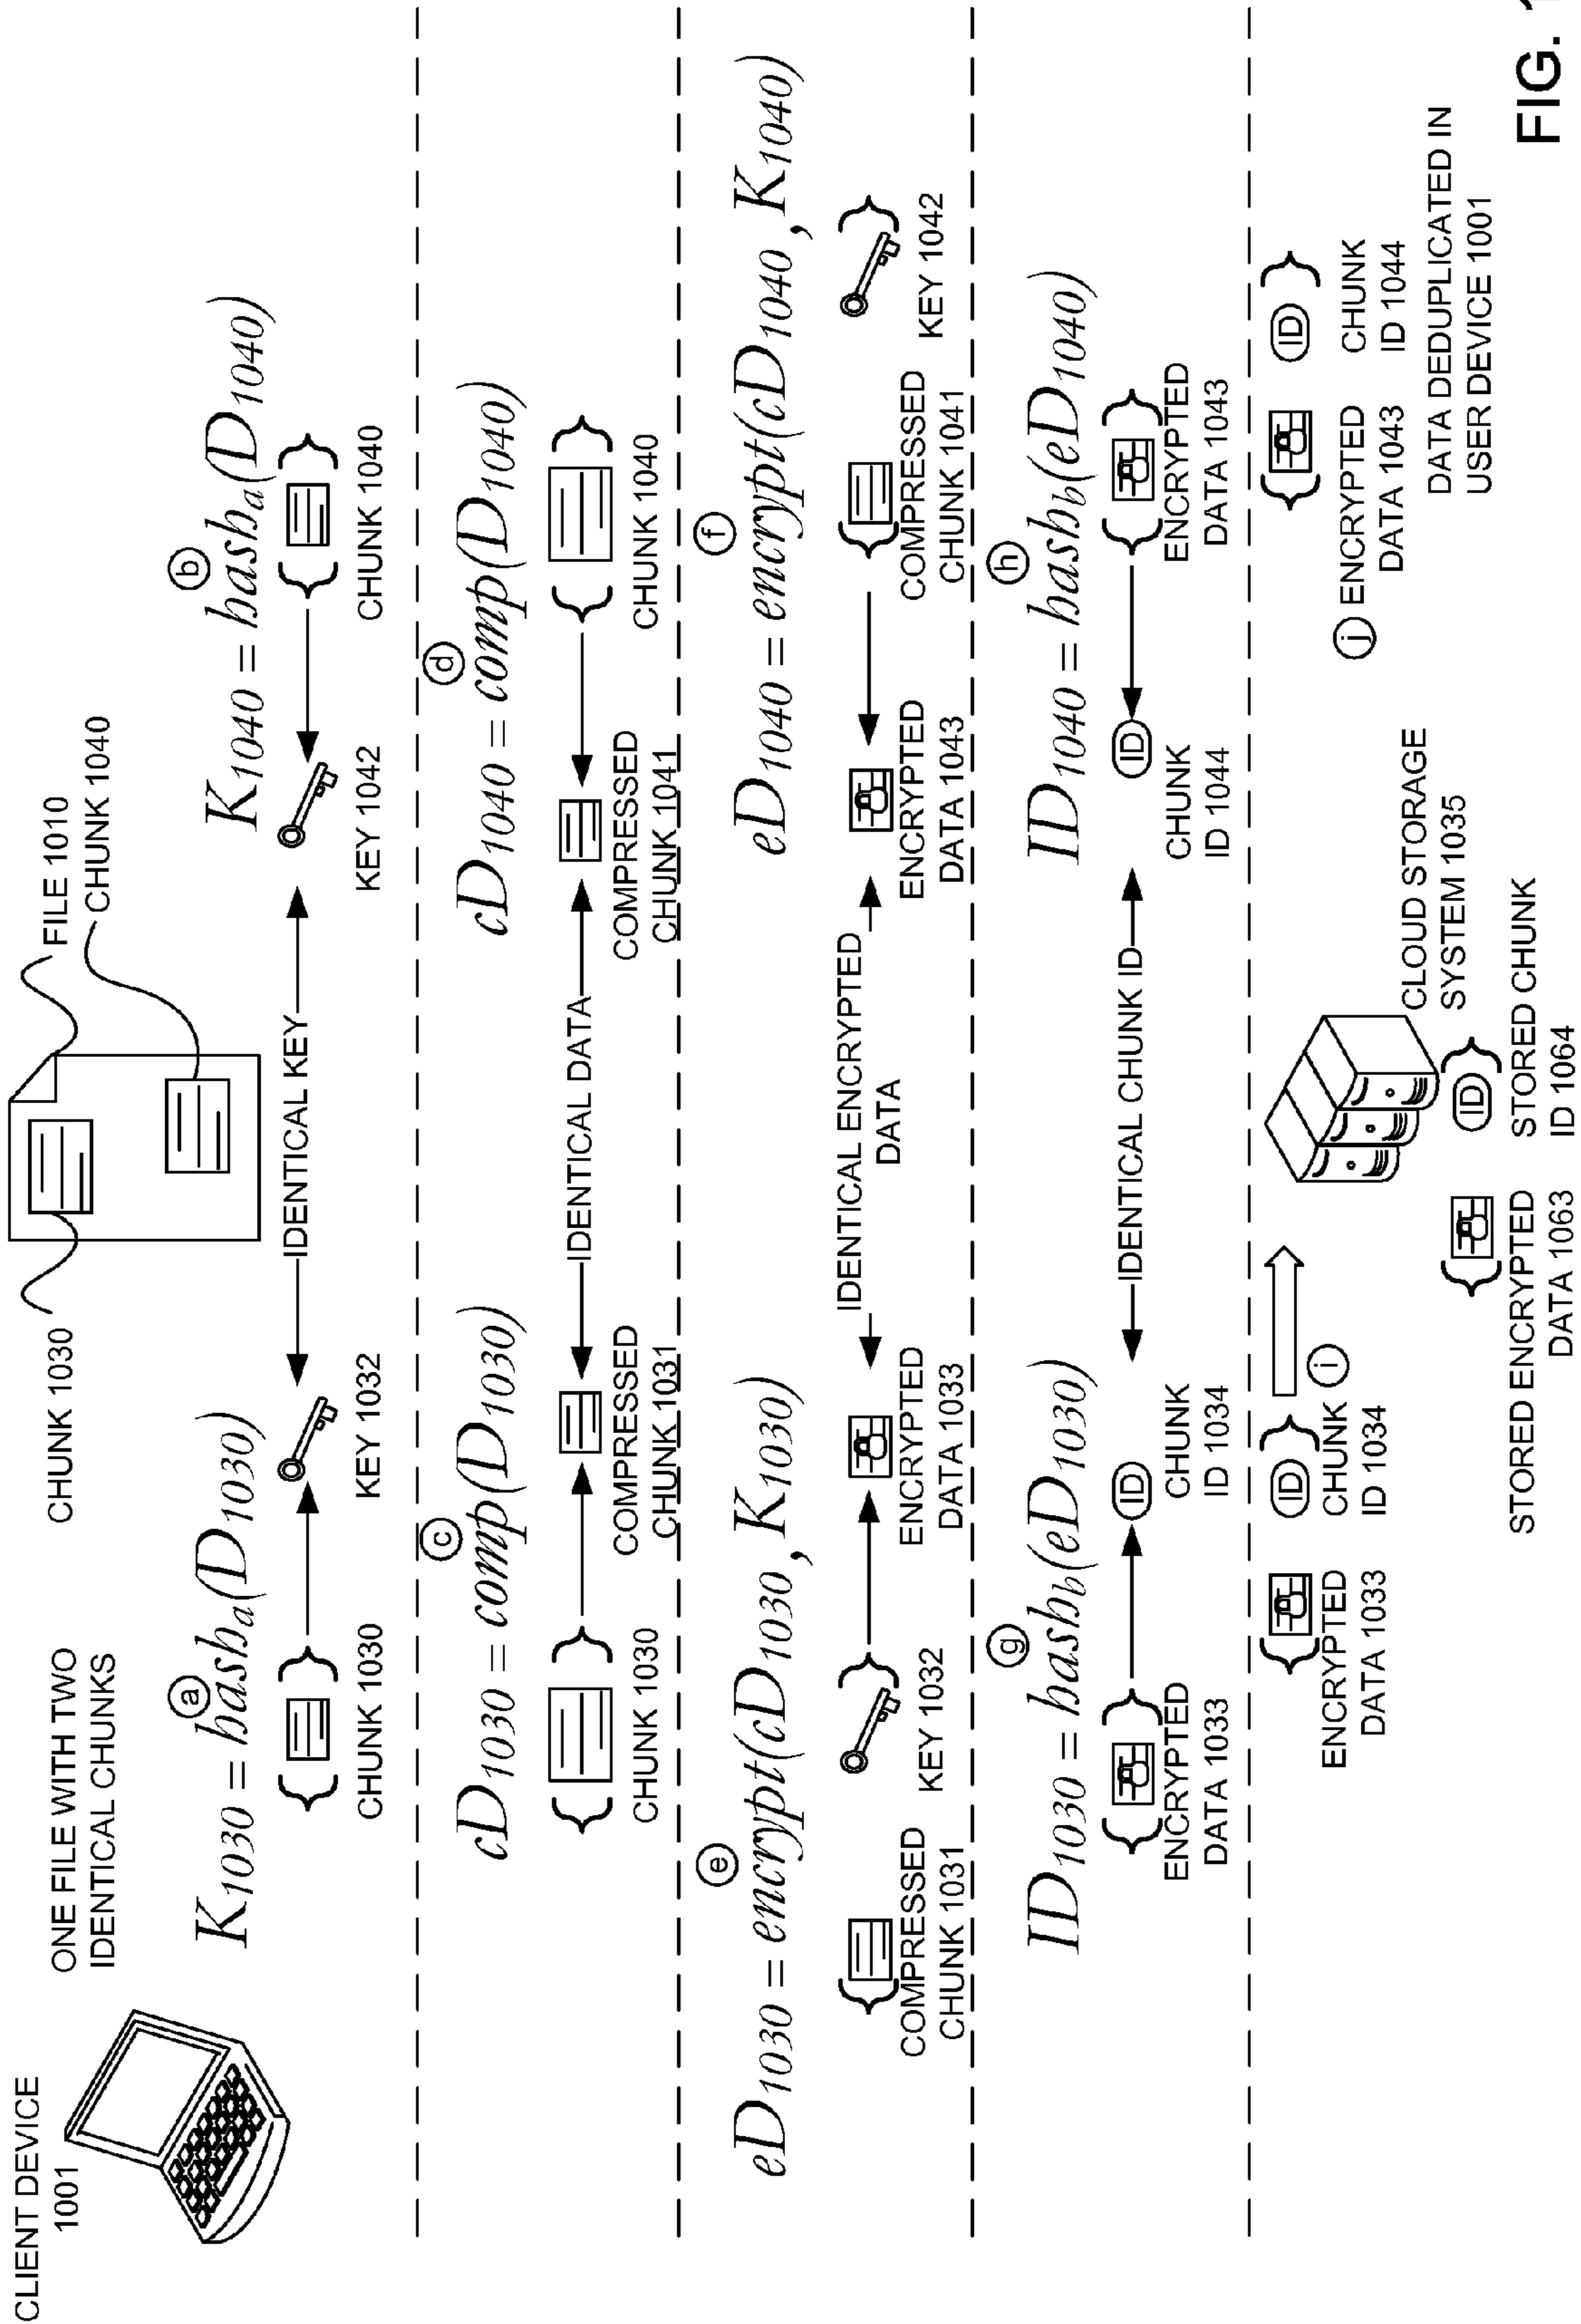 CLIENT DEVICE
1001
ONE FILE WITH TWO
IDENTICAL CHUNKS
CHUNK 1030
FILE 1010
CHUNK 1040
a
K1030 = hasha(D1030)
CHUNK 1030
KEY 1032
IDENTICAL KEY
b
K1040 = hasha(D1040)
KEY 1042
CHUNK 1040
c
cD1030 = comp(D1030)
CHUNK 1030
COMPRESSED
CHUNK 1031
IDENTICAL DATA
d
cD1040 = comp(D1040)
COMPRESSED
CHUNK 1041
CHUNK 1040
e
eD1030 = encrypt(cD1030, K1030)
COMPRESSED
CHUNK 1031
KEY 1032
ENCRYPTED
DATA 1033
IDENTICAL ENCRYPTED
DATA
f
eD1040 = encrypt(cD1040, K1040)
ENCRYPTED
DATA 1043
COMPRESSED
CHUNK 1041
KEY 1042
g
ID1030 = hashb(eD1030)
ENCRYPTED
DATA 1033
ID
CHUNK
ID 1034
IDENTICAL CHUNK ID
h
ID1040 = hashb(eD1040)
ID
CHUNK
ID 1044
ENCRYPTED
DATA 1043
ENCRYPTED
DATA 1033
ID
CHUNK
ID 1034
i
CLOUD STORAGE
SYSTEM 1035
STORED ENCRYPTED
DATA 1063
ID
STORED CHUNK
ID 1064
j
ENCRYPTED
DATA 1043
ID
CHUNK
ID 1044
DATA DEDUPLICATED IN
USER DEVICE 1001
FIG.